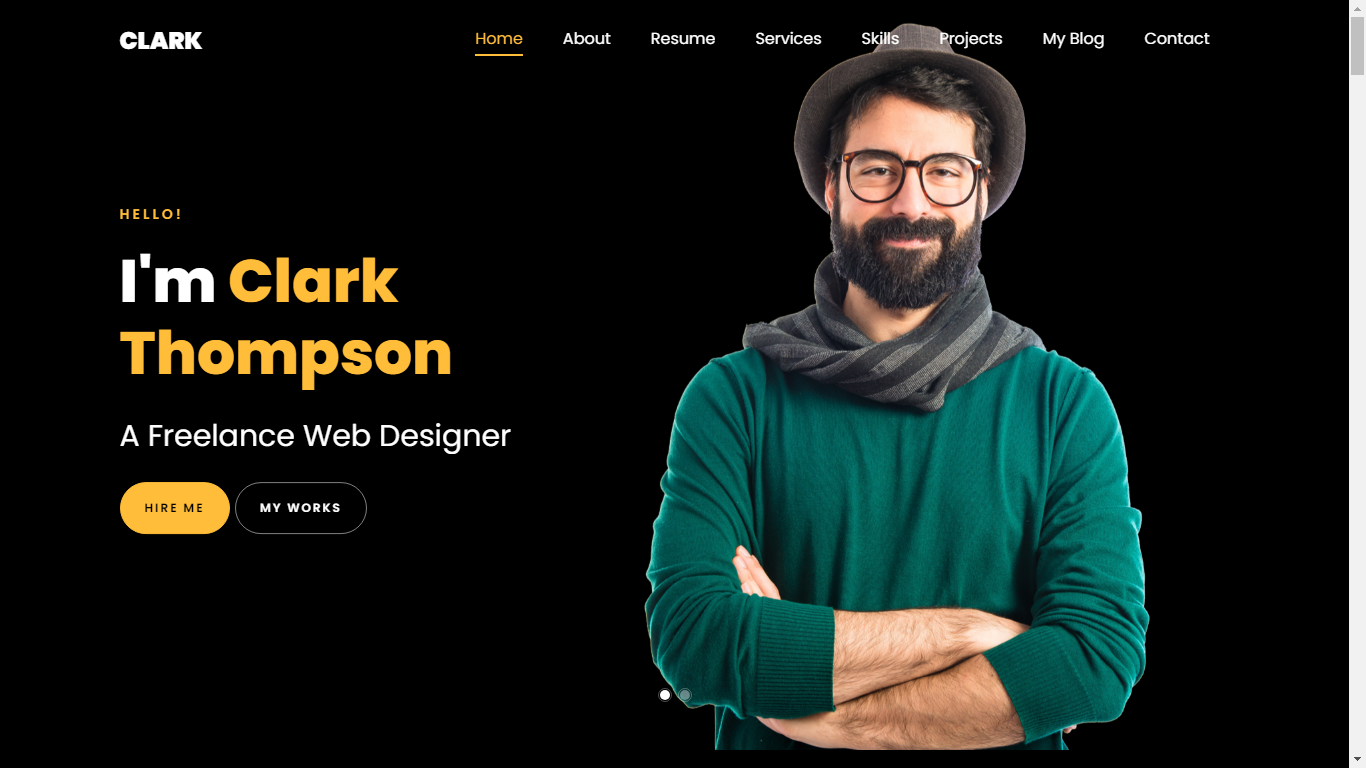 CLARK
Home About Resume Services Skills Projects My Blog Contact
HELLO!
I'm Clark
Thompson
A Freelance Web Designer
HIRE ME MY WORKS